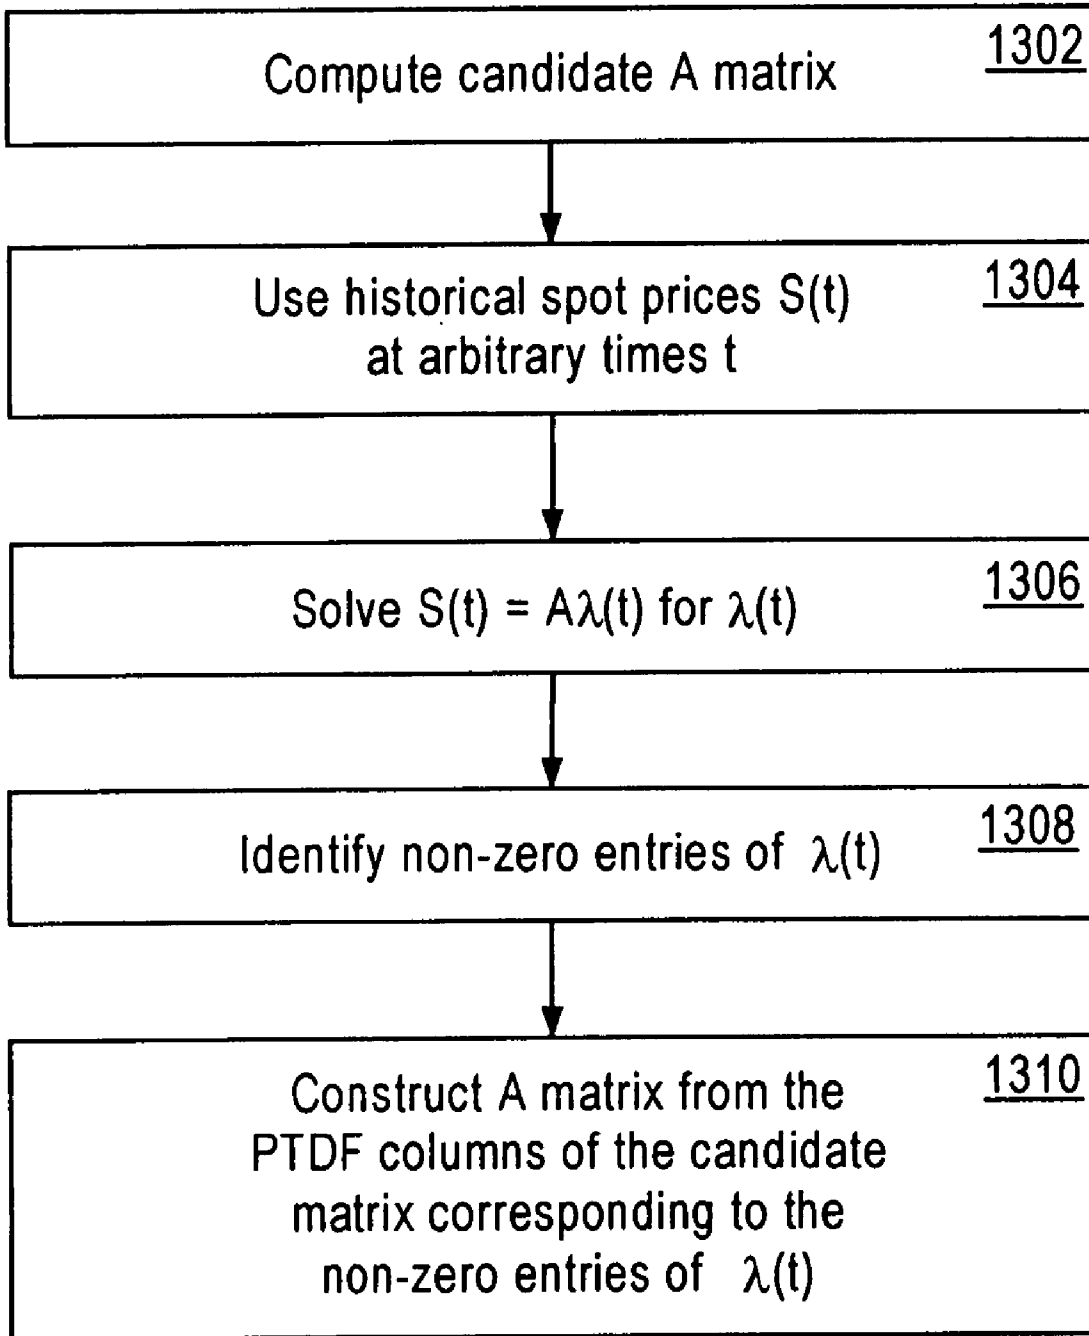 1302
Compute candidate A matrix
1304
Use historical spot prices S(t)
at arbitrary times t
1306
Solve S(t) = Aλ(t) for λ(t)
1308
Identify non-zero entries of λ(t)
1310
Construct A matrix from the
PTDF columns of the candidate
matrix corresponding to the
non-zero entries of λ(t)